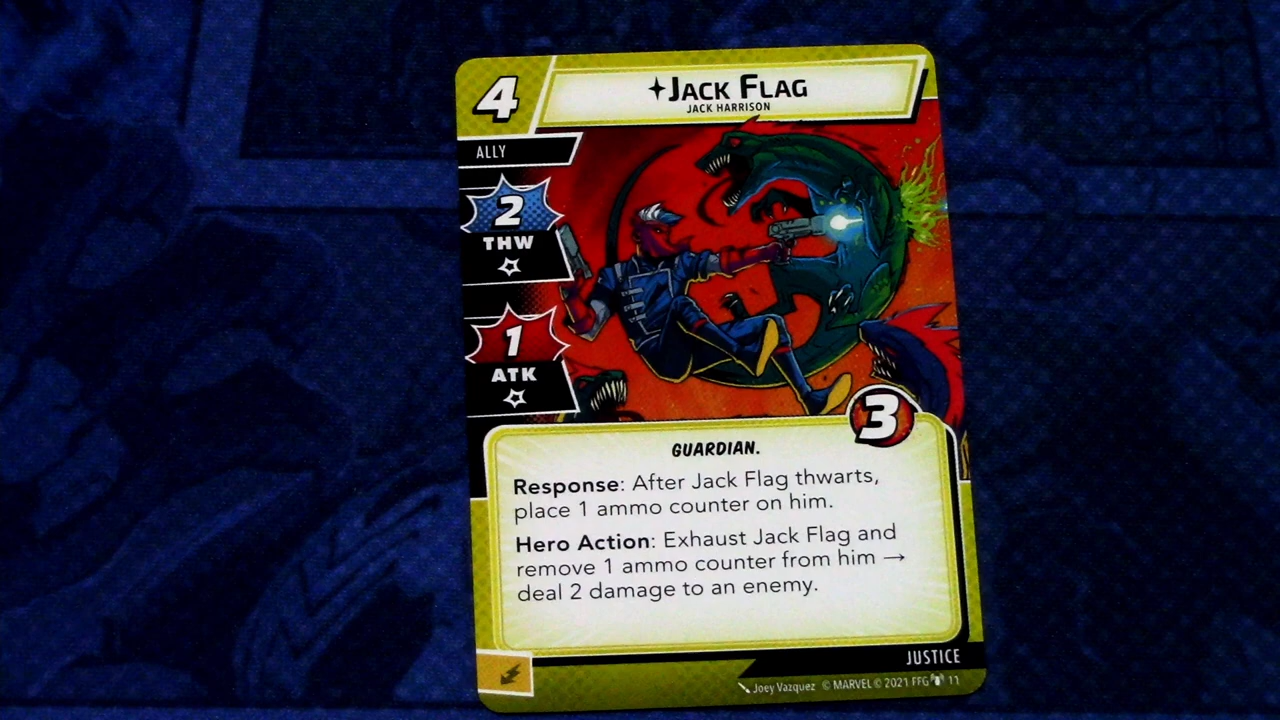 4
JACK FLAG
JACK HARRISON
ALLY
2
THW
1
ATK
3
GUARDIAN.
Response: After Jack Flag thwarts,
place 1 ammo counter on him.
Hero Action: Exhaust Jack Flag and
remove 1 ammo counter from him →
deal 2 damage to an enemy.
JUSTICE
Joey Vazquez © MARVEL © 2021 FFG 11